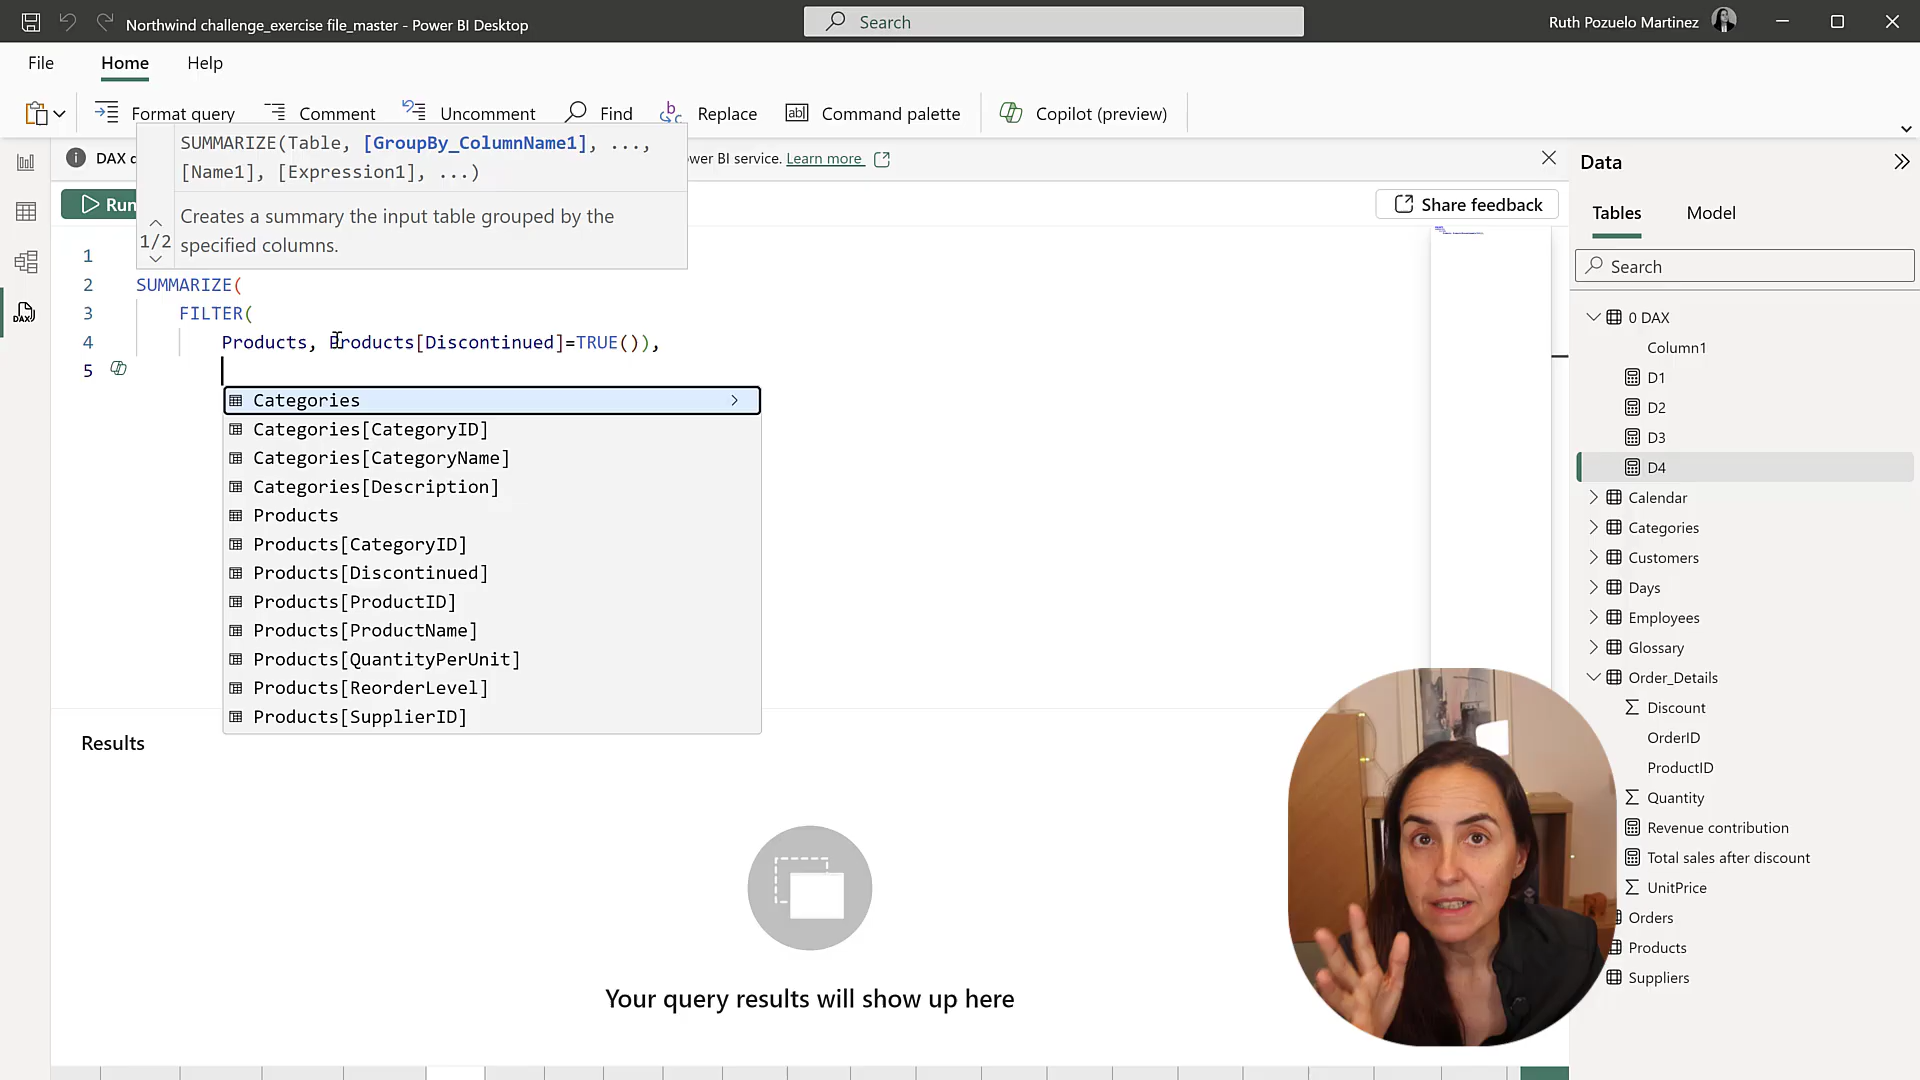 Northwind challenge_exercise file_master - Power BI Desktop
Search
Ruth Pozuelo Martinez
File
Home
Help
Format query
Comment
Uncomment
Find
Replace
Command palette
Copilot (preview)
DAX
SUMMARIZE(Table, [GroupBy_ColumnName1], ...,
[Name1], [Expression1], ...)
wer BI service. Learn more
1/2
Creates a summary the input table grouped by the
specified columns.
Run
Share feedback
1
2 SUMMARIZE(
3 FILTER(
4 Products, Products[Discontinued]=TRUE()),
5
Categories
Categories[CategoryID]
Categories[CategoryName]
Categories[Description]
Products
Products[CategoryID]
Products[Discontinued]
Products[ProductID]
Products[ProductName]
Products[QuantityPerUnit]
Products[ReorderLevel]
Products[SupplierID]
Results
Your query results will show up here
Data
Tables
Model
Search
0 DAX
Column1
D1
D2
D3
D4
Calendar
Categories
Customers
Days
Employees
Glossary
Order_Details
Discount
OrderID
ProductID
Quantity
Revenue contribution
Total sales after discount
UnitPrice
Orders
Products
Suppliers